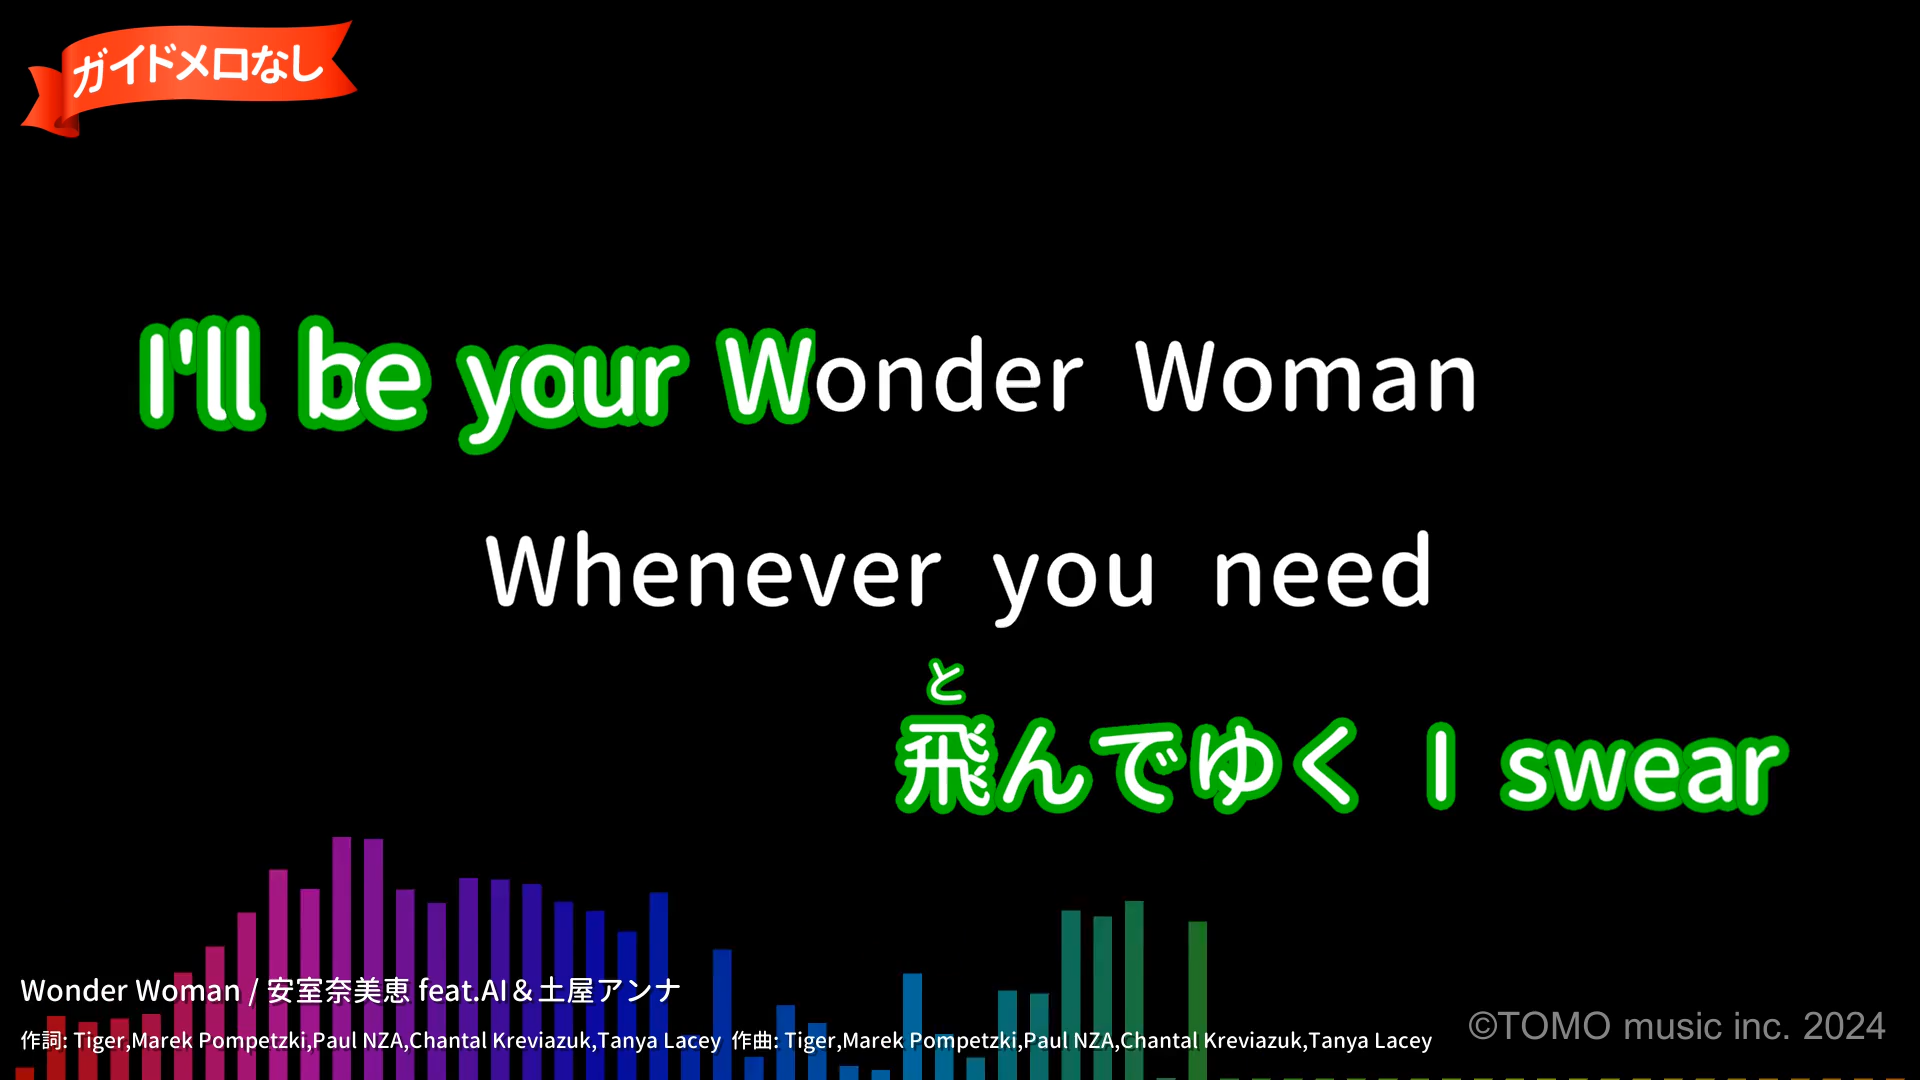 ガイドメロなし
I'll be your Wonder Woman
Whenever you need
と
飛んでゆく I swear
Wonder Woman / 安室奈美恵 feat.AI＆土屋アンナ
作詞: Tiger,Marek Pompetzki,Paul NZA,Chantal Kreviazuk,Tanya Lacey 作曲: Tiger,Marek Pompetzki,Paul NZA,Chantal Kreviazuk,Tanya Lacey
©TOMO music inc. 2024